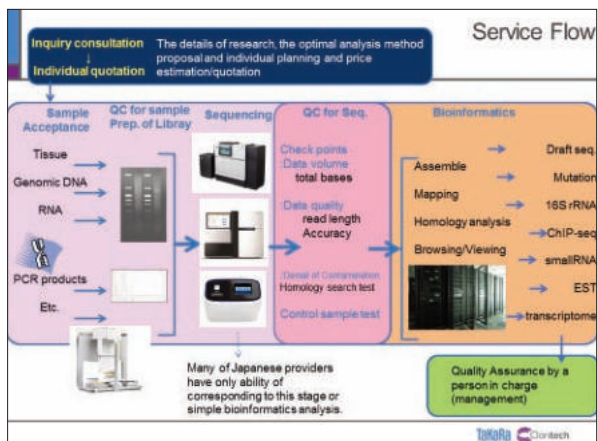 Service Flow
Inquiry consultation
↓
Individual quotation
The details of research, the optimal analysis method
proposal and individual planning and price
estimation/quotation
Sample
Acceptance
Tissue
Genomic DNA
RNA
PCR products
Etc.
QC for sample
Prep. of Libray
Sequencing
QC for Seq.
Check points
:Data volume
total bases
:Data quality
read length
Accuracy
:Denial of Contamination
Homology search test
Control sample test
Bioinformatics
Assemble
Mapping
Homology analysis
Browsing/Viewing
Draft seq.
Mutation
16S rRNA
ChIP-seq
smallRNA
EST
transcriptome
Many of Japanese providers
have only ability of
corresponding to this stage or
simple bioinformatics analysis.
Quality Assurance by a
person in charge
(management)
TaKaRa Clontech